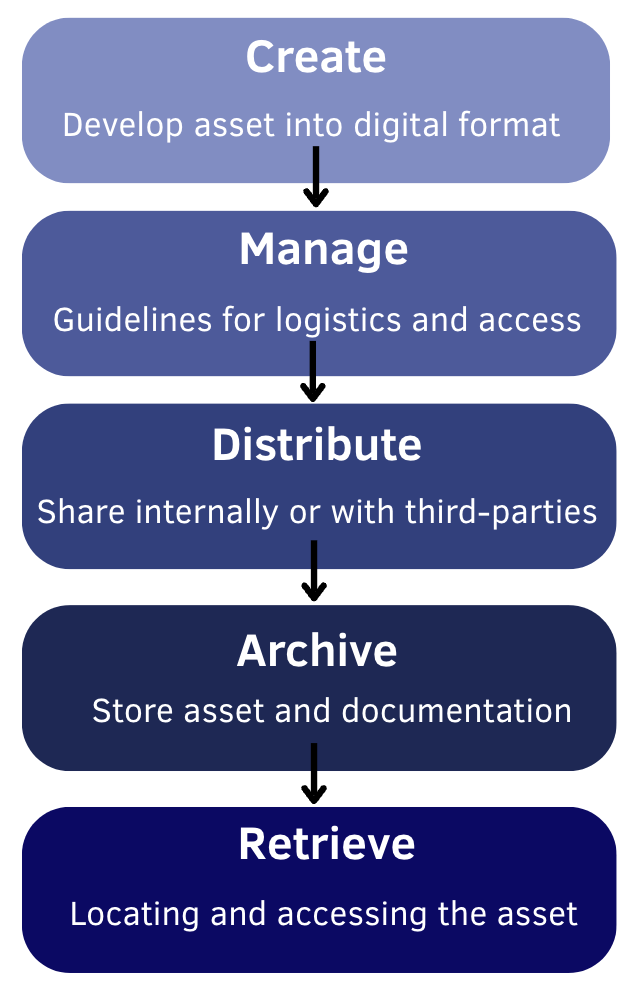 Create
Develop asset into digital format
Manage
Guidelines for logistics and access
Distribute
Share internally or with third-parties
Archive
Store asset and documentation
Retrieve
Locating and accessing the asset